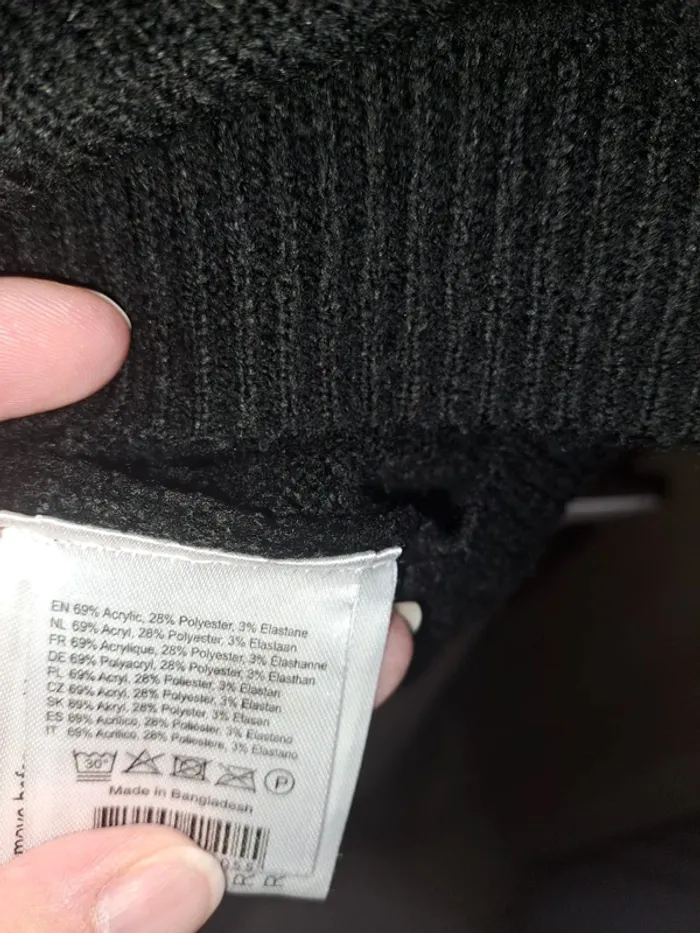 EN 69% Acrylic, 28% Polyester, 3% Elastane
NL 69% Acryl, 28% Polyester, 3% Elastaan
FR 69% Acrylique, 28% Polyester, 3% Élasthanne
DE 69% Polyacryl, 28% Polyester, 3% Elasthan
PL 69% Acryl, 28% Poliester, 3% Elastan
CZ 69% Akryl, 28% Polyester, 3% Elastan
SK 69% Akryl, 28% Polyester, 3% Elasan
ES 69% Acrílico, 28% Poliéster, 3% Elastano
IT 69% Acrilico, 28% Poliestere, 3% Elastano
30°
P
Made in Bangladesh
R
R